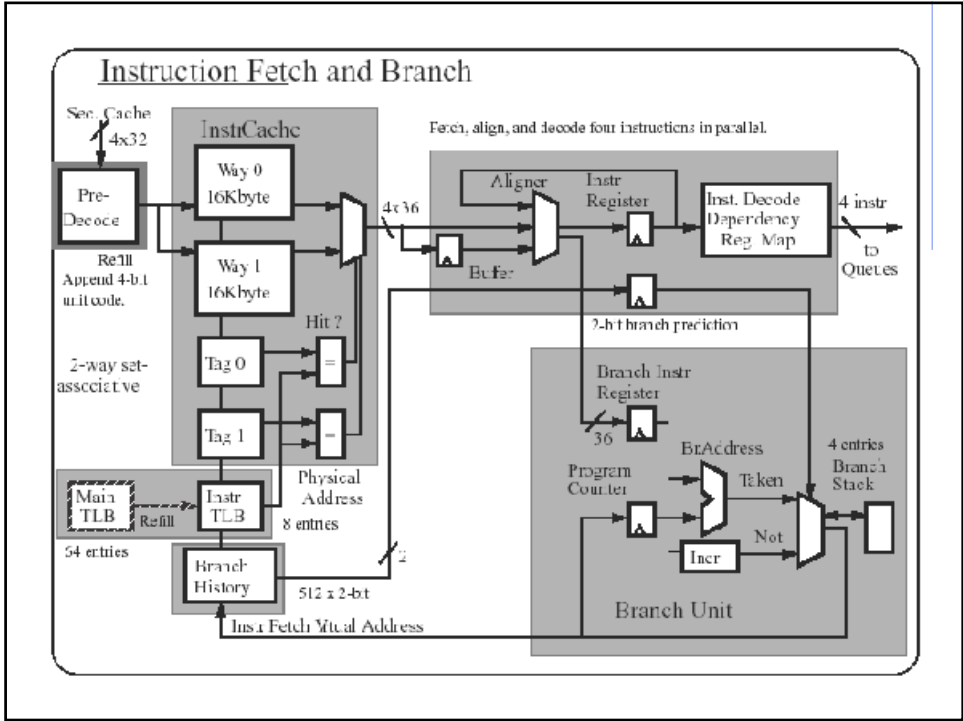 Instruction Fetch and Branch
Sec. Cache
4x32
InstrCache
Fetch, align, and decode four instructions in parallel.
Pre-
Decode
Way 0
16Kbyte
4x36
Aligner
Instr
Register
Inst. Decode
Dependency
Reg. Map
4 instr
to
Queues
Refill
Append 4-bit
unit code.
Way 1
16Kbyte
Buffer
Hit ?
2-bit branch prediction
2-way set-
associative
Tag 0
=
Branch Instr
Register
36
Tag 1
=
Physical
Address
Br.Address
4 entries
Branch
Stack
Program
Counter
Taken
Main
TLB
Refill
Instr
TLB
8 entries
64 entries
Not
Incr
Branch
History
2
512 x 2-bit
Branch Unit
Instr Fetch Virtual Address